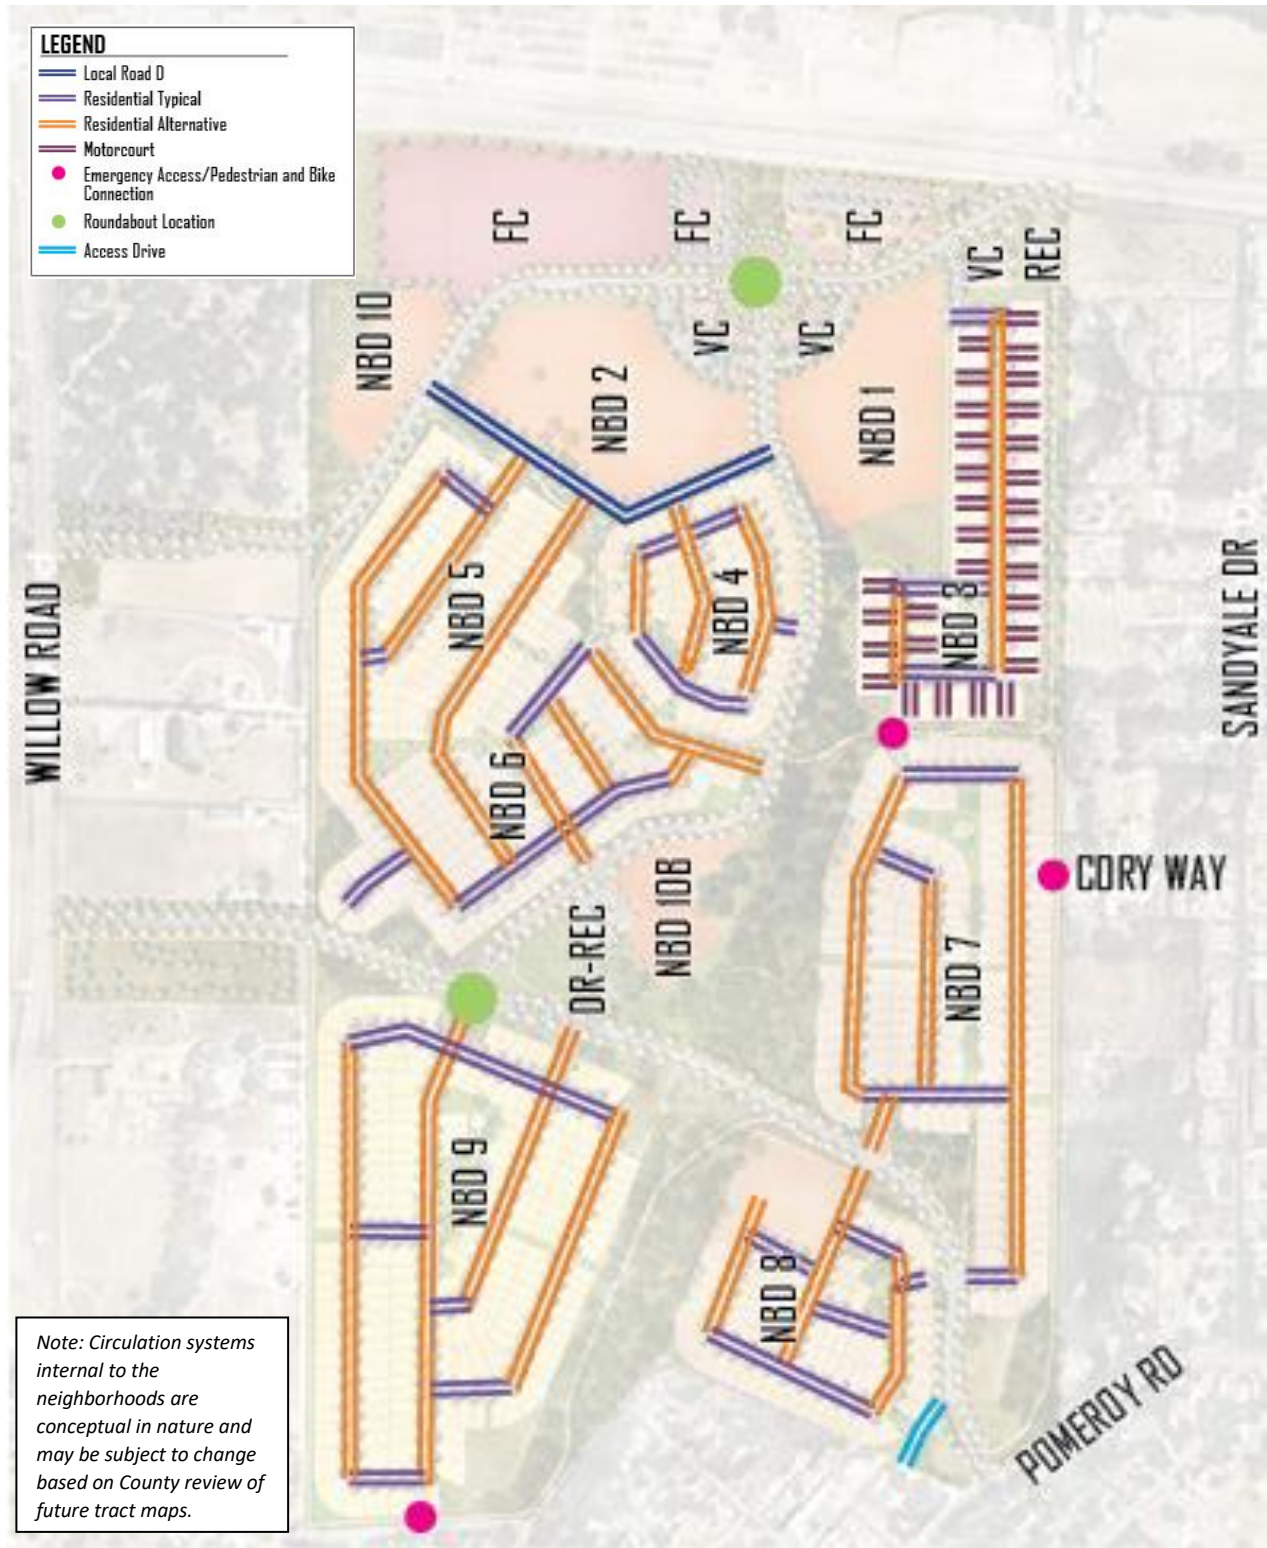 LEGEND
Local Road D
Residential Typical
Residential Alternative
Motorcourt
Emergency Access/Pedestrian and Bike
Connection
Roundabout Location
Access Drive
FC
FC
FC
VC
REC
NBD 10
VC
VC
NBD 2
NBD 1
NBD 5
NBD 4
NBD 3
WILLOW ROAD
SANDYALE DR
NBD 6
CORY WAY
NBD 10B
OR-REC
NBD 7
NBD 9
NBD 8
POMEROY RD
Note: Circulation systems
internal to the
neighborhoods are
conceptual in nature and
may be subject to change
based on County review of
future tract maps.